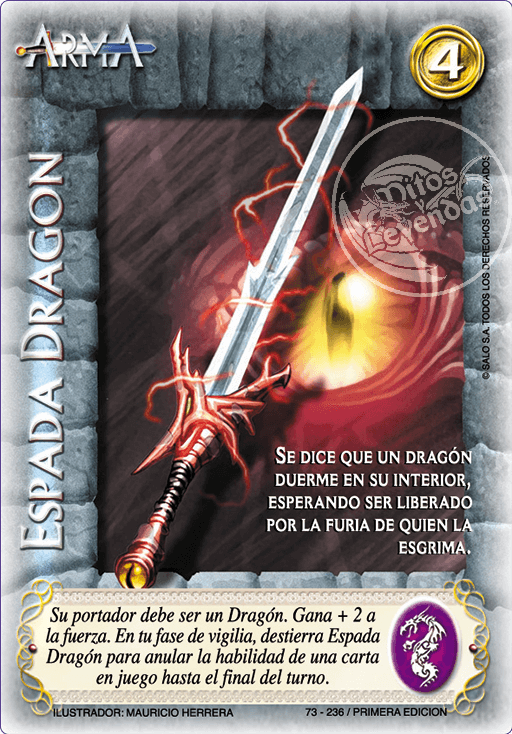 ARMA
4
ESPADA DRAGON
Mitos
Leyendas
© SALO S.A. TODOS LOS DERECHOS RESERVADOS
SE DICE QUE UN DRAGÓN
DUERME EN SU INTERIOR,
ESPERANDO SER LIBERADO
POR LA FURIA DE QUIEN LA
ESGRIMA.
Su portador debe ser un Dragón. Gana + 2 a
la fuerza. En tu fase de vigilia, destierra Espada
Dragón para anular la habilidad de una carta
en juego hasta el final del turno.
ILUSTRADOR: MAURICIO HERRERA
73 - 236 / PRIMERA EDICION